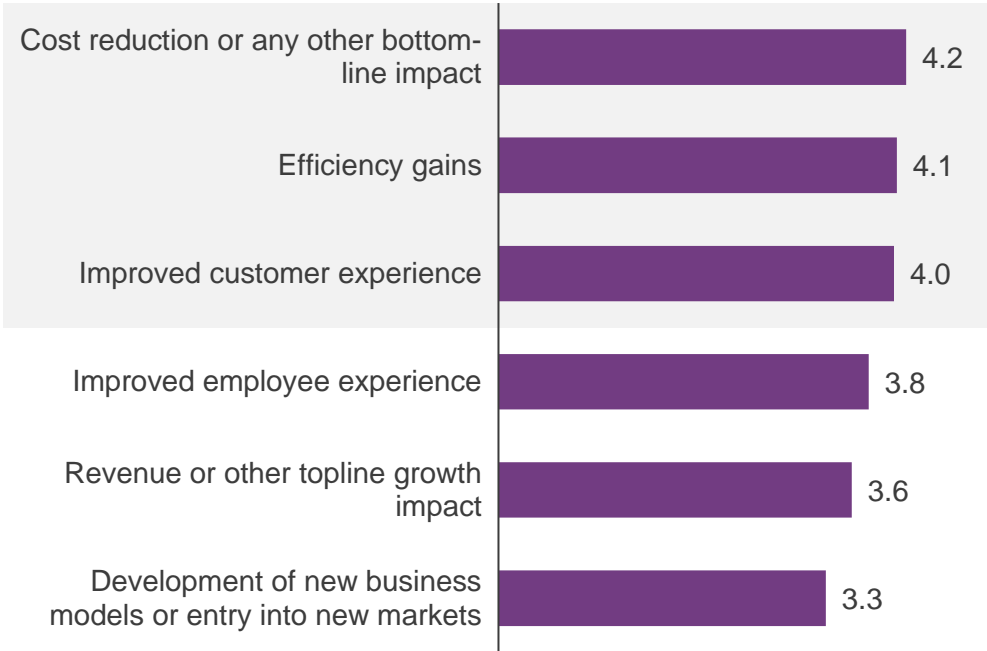 Cost reduction or any other bottom-
line impact
4.2
Efficiency gains
4.1
Improved customer experience
4.0
Improved employee experience
3.8
Revenue or other topline growth
impact
3.6
Development of new business
models or entry into new markets
3.3